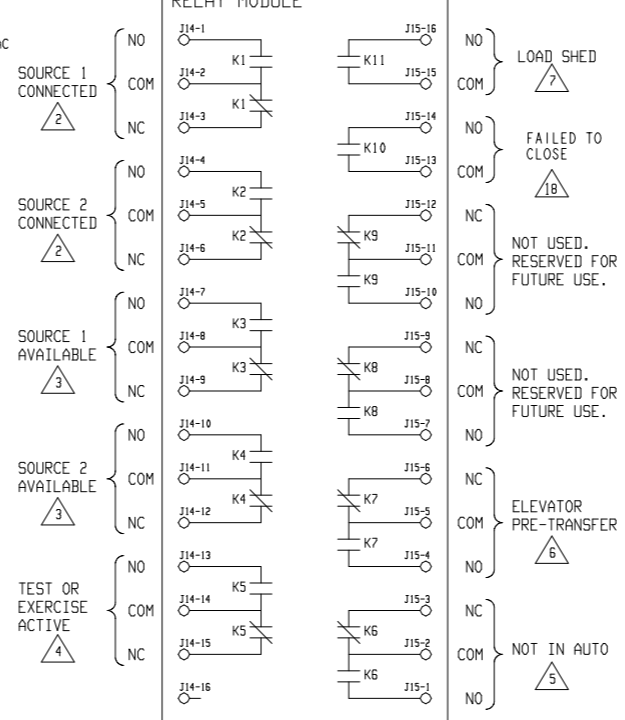 RELAY MODULE
AC
SOURCE 1
CONNECTED
2
NO
COM
NC
J14-1
J14-2
J14-3
K1
K1
SOURCE 2
CONNECTED
2
NO
COM
NC
J14-4
J14-5
J14-6
K2
K2
SOURCE 1
AVAILABLE
3
NO
COM
NC
J14-7
J14-8
J14-9
K3
K3
SOURCE 2
AVAILABLE
3
NO
COM
NC
J14-10
J14-11
J14-12
K4
K4
TEST OR
EXERCISE
ACTIVE
4
NO
COM
NC
J14-13
J14-14
J14-15
K5
K5
J14-16
J15-16
K11
J15-15
NO
COM
LOAD SHED
7
J15-14
K10
J15-13
NO
COM
FAILED TO
CLOSE
18
J15-12
K9
J15-11
K9
J15-10
NC
COM
NO
NOT USED.
RESERVED FOR
FUTURE USE.
J15-9
K8
J15-8
K8
J15-7
NC
COM
NO
NOT USED.
RESERVED FOR
FUTURE USE.
J15-6
K7
J15-5
K7
J15-4
NC
COM
NO
ELEVATOR
PRE-TRANSFER
6
J15-3
K6
J15-2
K6
J15-1
NC
COM
NO
NOT IN AUTO
5